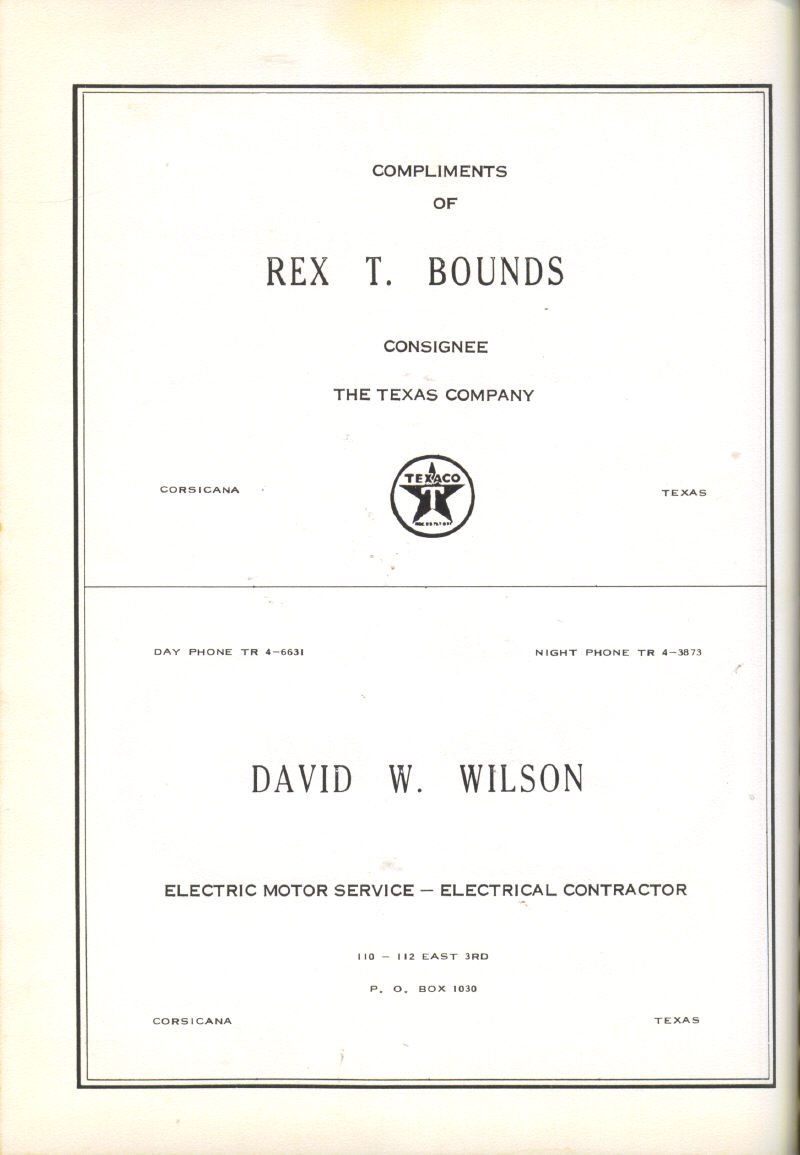 COMPLIMENTS
OF
REX T. BOUNDS
CONSIGNEE
THE TEXAS COMPANY
TEXACO
T
CORSICANA TEXAS
DAY PHONE TR 4-6631 NIGHT PHONE TR 4-3873
DAVID W. WILSON
ELECTRIC MOTOR SERVICE — ELECTRICAL CONTRACTOR
110 - 112 EAST 3RD
P. O. BOX 1030
CORSICANA TEXAS